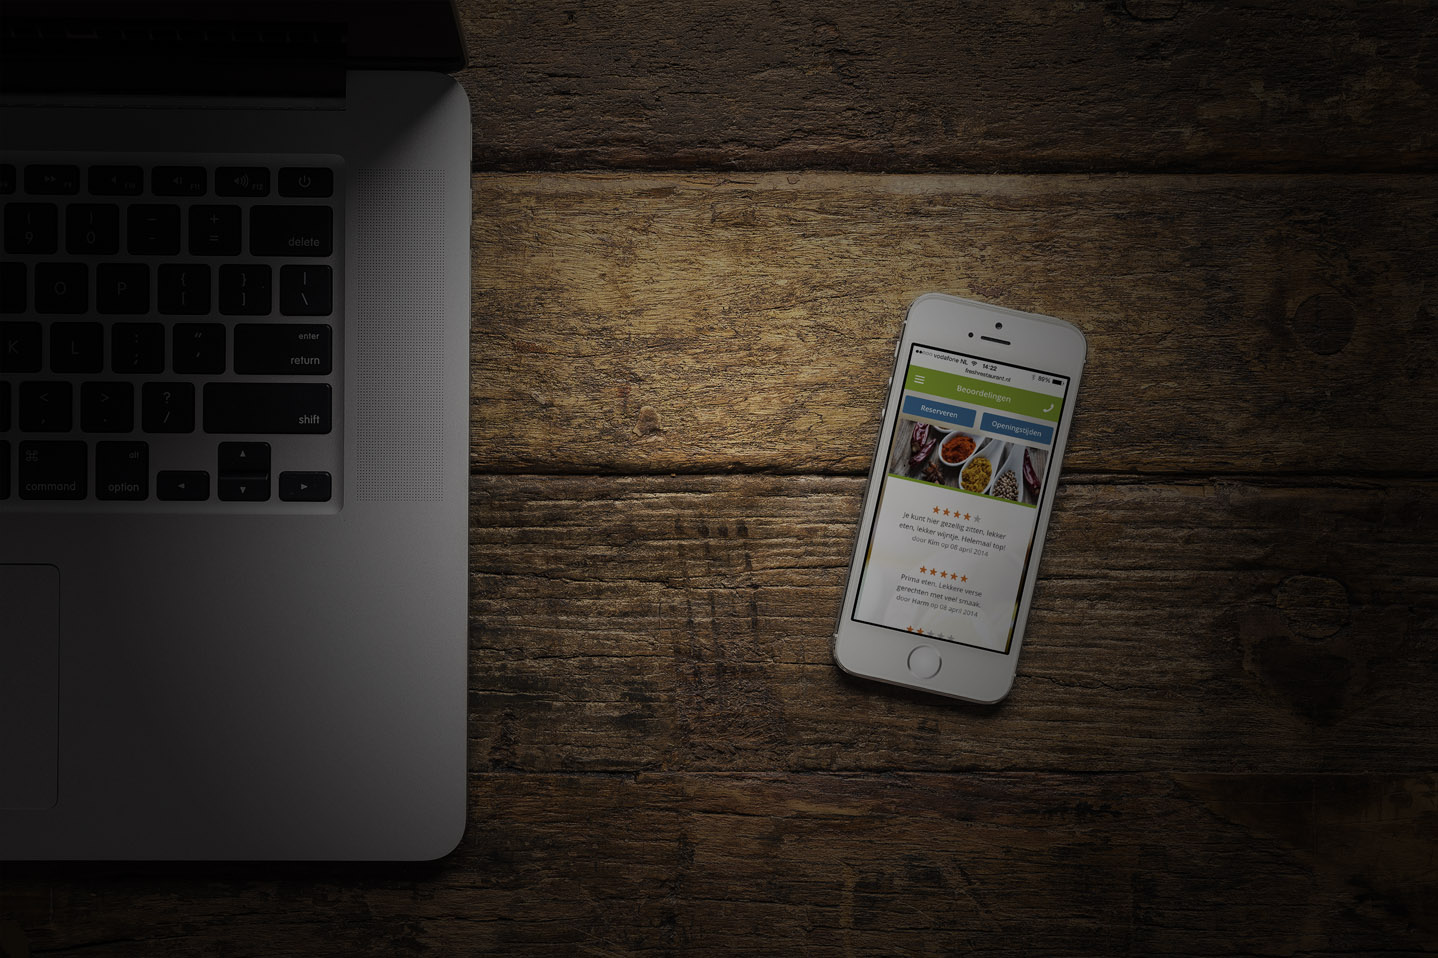 F9
F10
F11
F12
(
9
)
0
-
+
=
delete
O
P
{
[
}
]
|
\
K
L
:
;
"
'
enter
return
<
,
>
.
?
/
shift
⌘
command
alt
option
vodafone NL
14:22
80%
freshrestaurant.nl
Beoordelingen
Reserveren
Openingstijden
Je kunt hier gezellig zitten, lekker
eten, lekker wijntje. Helemaal top!
door Kim op 08 april 2014
Prima eten. Lekkere verse
gerechten met veel smaak.
door Harm op 08 april 2014